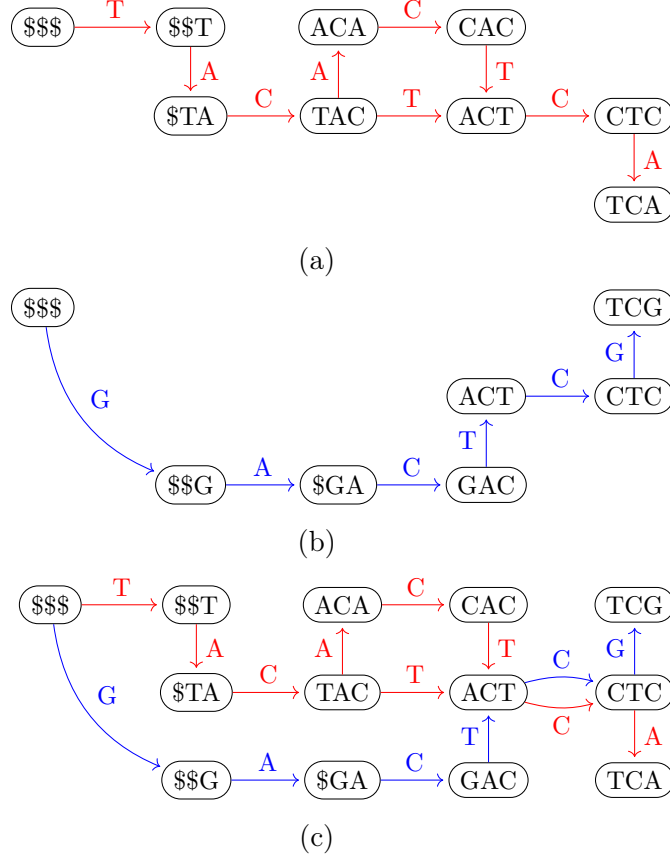 T C
$$$ $$T ACA CAC
A A T
C T C
$TA TAC ACT CTC
A
TCA
(a)
$$$ TCG
G G
C
ACT CTC
T
A C
$$G $GA GAC
(b)
T C
$$$ $$T ACA CAC TCG
A A T C G
G C T
$TA TAC ACT CTC
C
T A
A C
$$G $GA GAC TCA
(c)